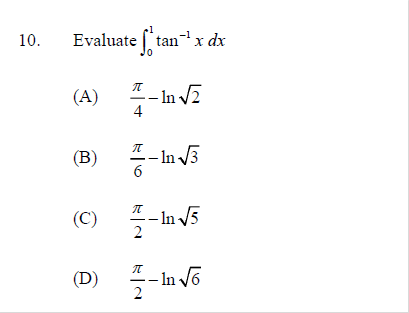 10. Evaluate ∫₀¹ tan⁻¹ x dx
(A) π/4 − ln √2
(B) π/6 − ln √3
(C) π/2 − ln √5
(D) π/2 − ln √6